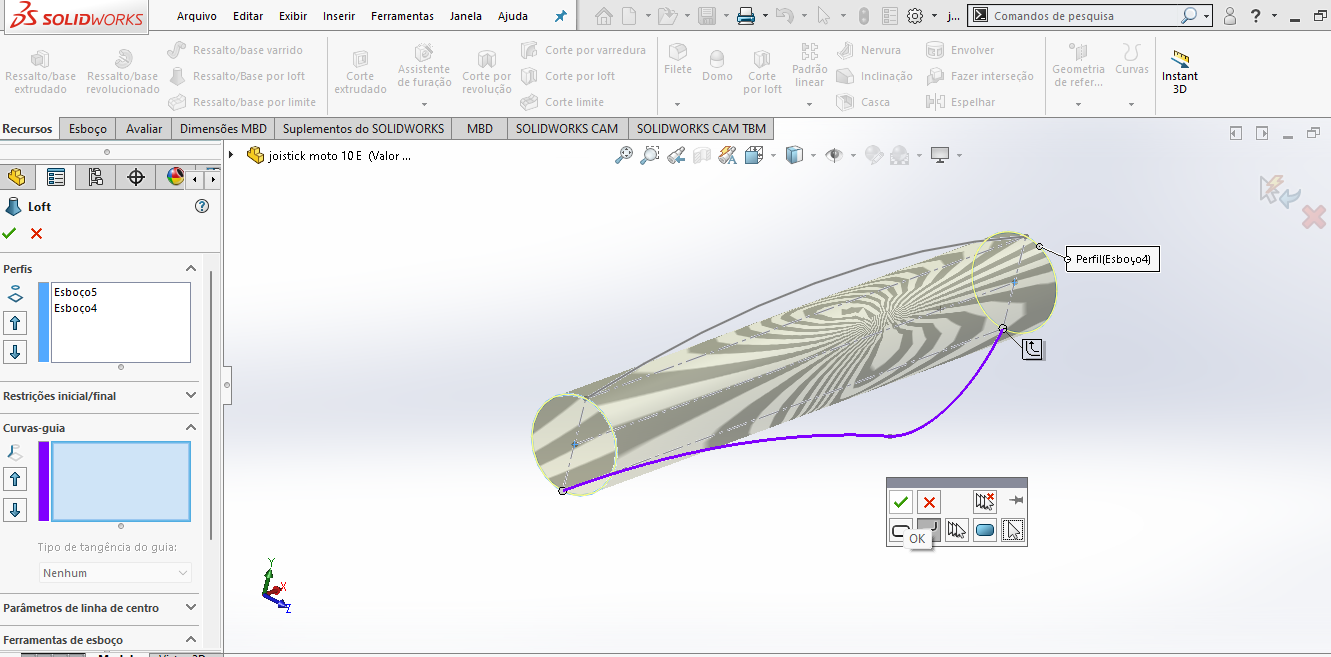 SOLIDWORKS
Arquivo Editar Exibir Inserir Ferramentas Janela Ajuda
j...
Comandos de pesquisa
Ressalto/base extrudado
Ressalto/base revolucionado
Ressalto/base varrido
Ressalto/Base por loft
Ressalto/base por limite
Corte extrudado
Assistente de furação
Corte por revolução
Corte por varredura
Corte por loft
Corte limite
Filete
Domo
Corte por loft
Padrão linear
Nervura
Inclinação
Casca
Envolver
Fazer interseção
Espelhar
Geometria de refer...
Curvas
Instant 3D
Recursos Esboço Avaliar Dimensões MBD Suplementos do SOLIDWORKS MBD SOLIDWORKS CAM SOLIDWORKS CAM TBM
joistick moto 10 E (Valor ...
Loft
Perfis
Esboço5
Esboço4
Restrições inicial/final
Curvas-guia
Tipo de tangência do guia:
Nenhum
Parâmetros de linha de centro
Ferramentas de esboço
Perfil(Esboço4)
OK
Y
X
Z